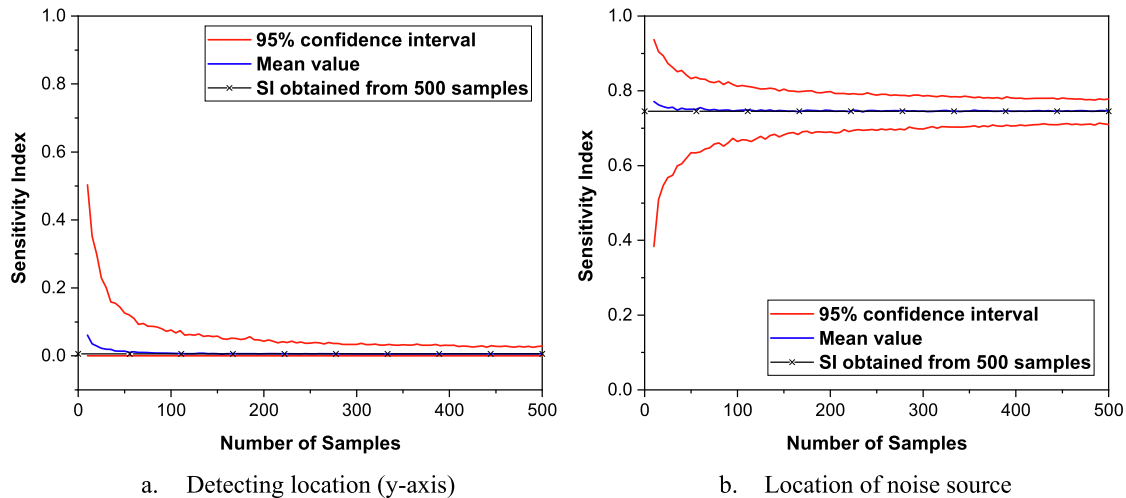 1.0
0.8
0.6
0.4
0.2
0.0
Sensitivity Index
95% confidence interval
Mean value
SI obtained from 500 samples
0 100 200 300 400 500
Number of Samples
a. Detecting location (y-axis)
1.0
0.8
0.6
0.4
0.2
0.0
Sensitivity Index
95% confidence interval
Mean value
SI obtained from 500 samples
0 100 200 300 400 500
Number of Samples
b. Location of noise source